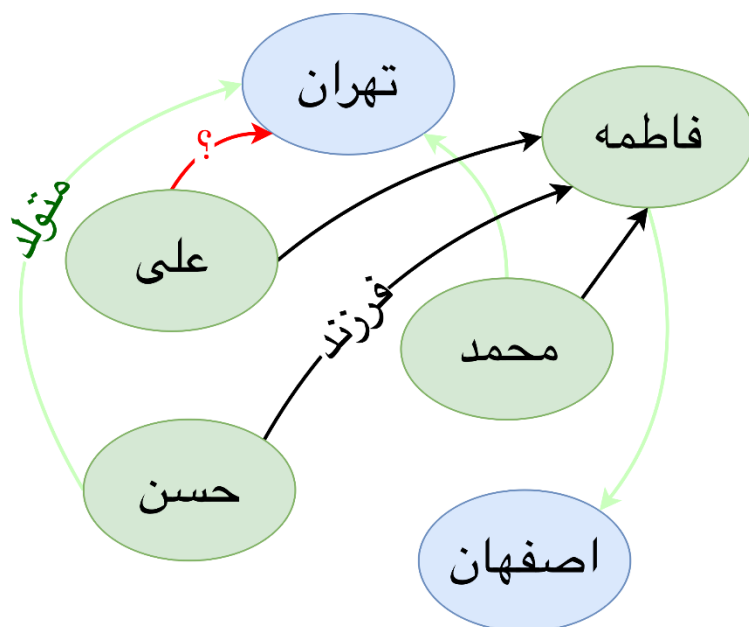 تهران
فاطمه
؟
متولد
علی
فرزند
محمد
حسن
اصفهان